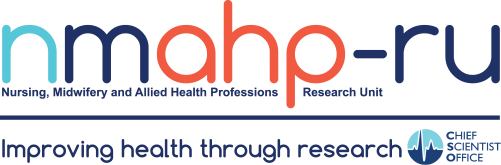 nmahp-ru
Nursing, Midwifery and Allied Health Professions Research Unit
Improving health through research
CHIEF
SCIENTIST
OFFICE